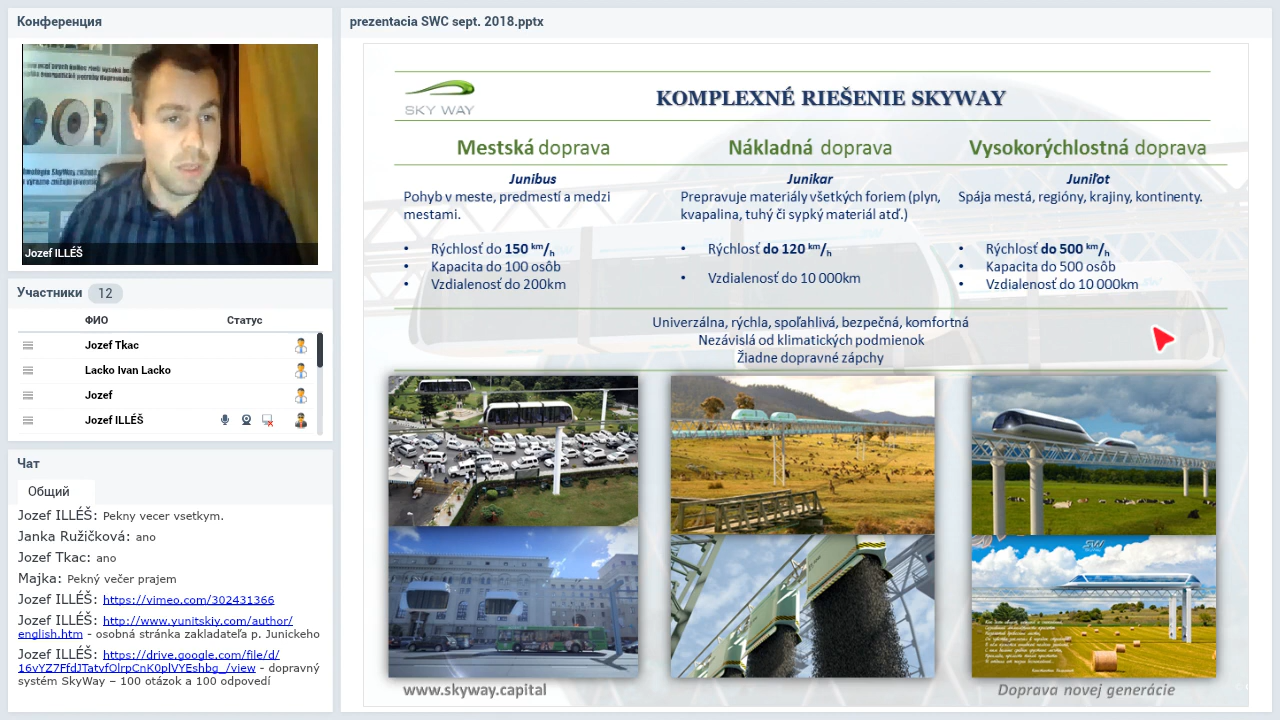 Конференция
Jozef ILLÉŠ
Участники 12
ФИО Статус
Jozef Tkac
Lacko Ivan Lacko
Jozef
Jozef ILLÉŠ
Чат
Общий
Jozef ILLÉŠ: Pekny vecer vsetkym.
Janka Ružičková: ano
Jozef Tkac: ano
Majka: Pekný večer prajem
Jozef ILLÉŠ: https://vimeo.com/302431366
Jozef ILLÉŠ: http://www.yunitskiy.com/author/
english.htm - osobná stránka zakladateľa p. Junickeho
Jozef ILLÉŠ: https://drive.google.com/file/d/
16vYZ7FfdJTatvfOlrpCnK0plVYEshbg_/view - dopravný
systém SkyWay – 100 otázok a 100 odpovedí
prezentacia SWC sept. 2018.pptx
SKY WAY
KOMPLEXNÉ RIEŠENIE SKYWAY
Mestská doprava
Junibus
Pohyb v meste, predmestí a medzi
mestami.
• Rýchlosť do 150 km/h
• Kapacita do 100 osôb
• Vzdialenosť do 200km
Nákladná doprava
Junikar
Prepravuje materiály všetkých foriem (plyn,
kvapalina, tuhý či sypký materiál atď.)
• Rýchlosť do 120 km/h
• Vzdialenosť do 10 000km
Vysokorýchlostná doprava
Juniľot
Spája mestá, regióny, krajiny, kontinenty.
• Rýchlosť do 500 km/h
• Kapacita do 500 osôb
• Vzdialenosť do 10 000km
Univerzálna, rýchla, spoľahlivá, bezpečná, komfortná
Nezávislá od klimatických podmienok
Žiadne dopravné zápchy
www.skyway.capital
Doprava novej generácie